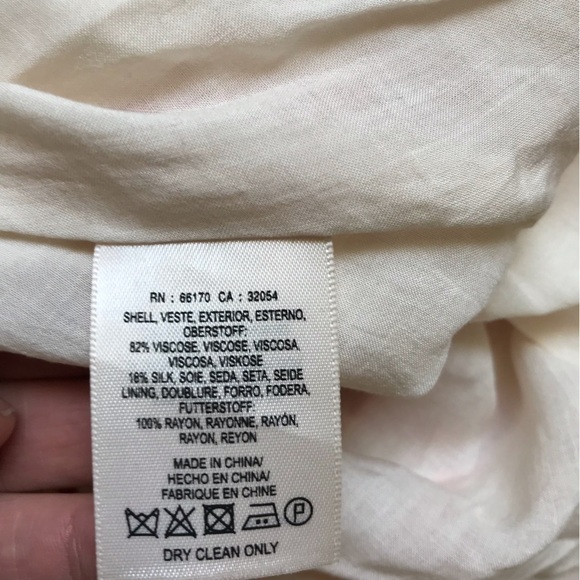 RN : 66170 CA : 32054
SHELL, VESTE, EXTERIOR, ESTERNO,
OBERSTOFF:
82% VISCOSE, VISCOSE, VISCOSA,
VISCOSA, VISKOSE
18% SILK, SOIE, SEDA, SETA, SEIDE
LINING, DOUBLURE, FORRO, FODERA,
FUTTERSTOFF:
100% RAYON, RAYONNE, RAYÓN,
RAYON, REYON
MADE IN CHINA/
HECHO EN CHINA/
FABRIQUE EN CHINE
P
DRY CLEAN ONLY